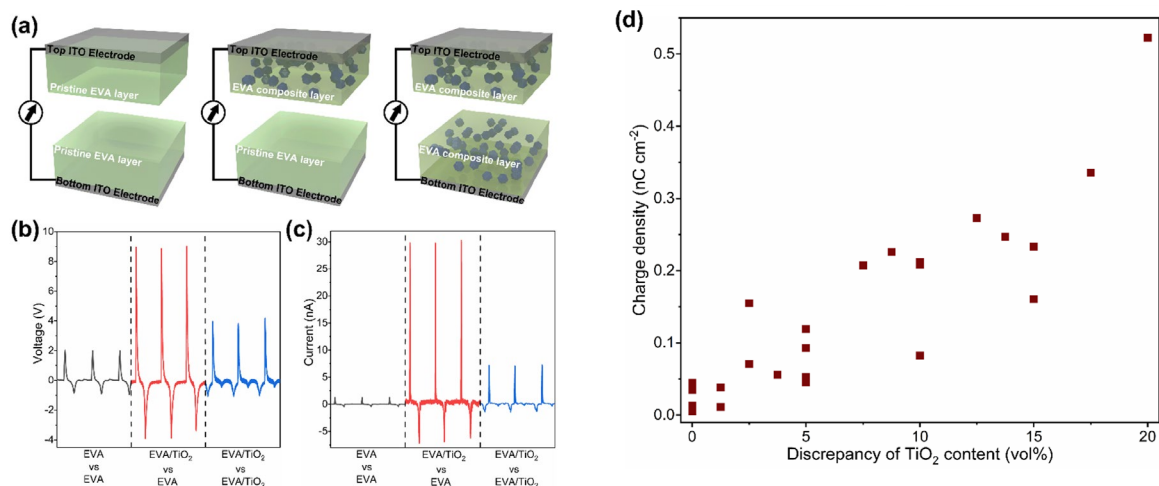 (a)
Top ITO Electrode
Pristine EVA layer
Pristine EVA layer
Bottom ITO Electrode
Top ITO Electrode
EVA composite layer
Pristine EVA layer
Bottom ITO Electrode
Top ITO Electrode
EVA composite layer
EVA composite layer
Bottom ITO Electrode
(b)
Voltage (V)
10
8
6
4
2
0
-2
-4
EVA
vs
EVA
EVA/TiO₂
vs
EVA
EVA/TiO₂
vs
EVA/TiO₂
(c)
Current (nA)
30
25
20
15
10
5
0
-5
EVA
vs
EVA
EVA/TiO₂
vs
EVA
EVA/TiO₂
vs
EVA/TiO₂
(d)
Charge density (nC cm⁻²)
0.5
0.4
0.3
0.2
0.1
0.0
0
5
10
15
20
Discrepancy of TiO₂ content (vol%)